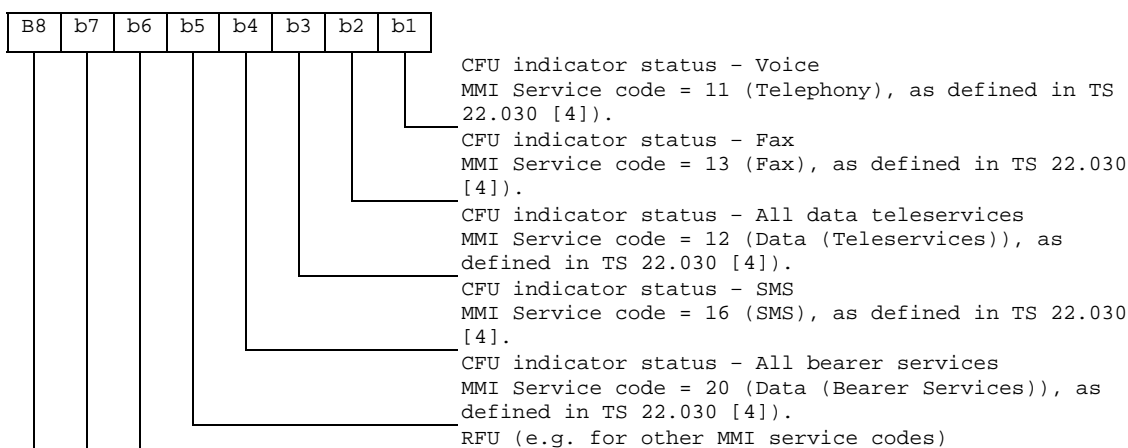 B8 b7 b6 b5 b4 b3 b2 b1
CFU indicator status – Voice
MMI Service code = 11 (Telephony), as defined in TS
22.030 [4]).
CFU indicator status – Fax
MMI Service code = 13 (Fax), as defined in TS 22.030
[4]).
CFU indicator status – All data teleservices
MMI Service code = 12 (Data (Teleservices)), as
defined in TS 22.030 [4]).
CFU indicator status – SMS
MMI Service code = 16 (SMS), as defined in TS 22.030
[4].
CFU indicator status – All bearer services
MMI Service code = 20 (Data (Bearer Services)), as
defined in TS 22.030 [4]).
RFU (e.g. for other MMI service codes)